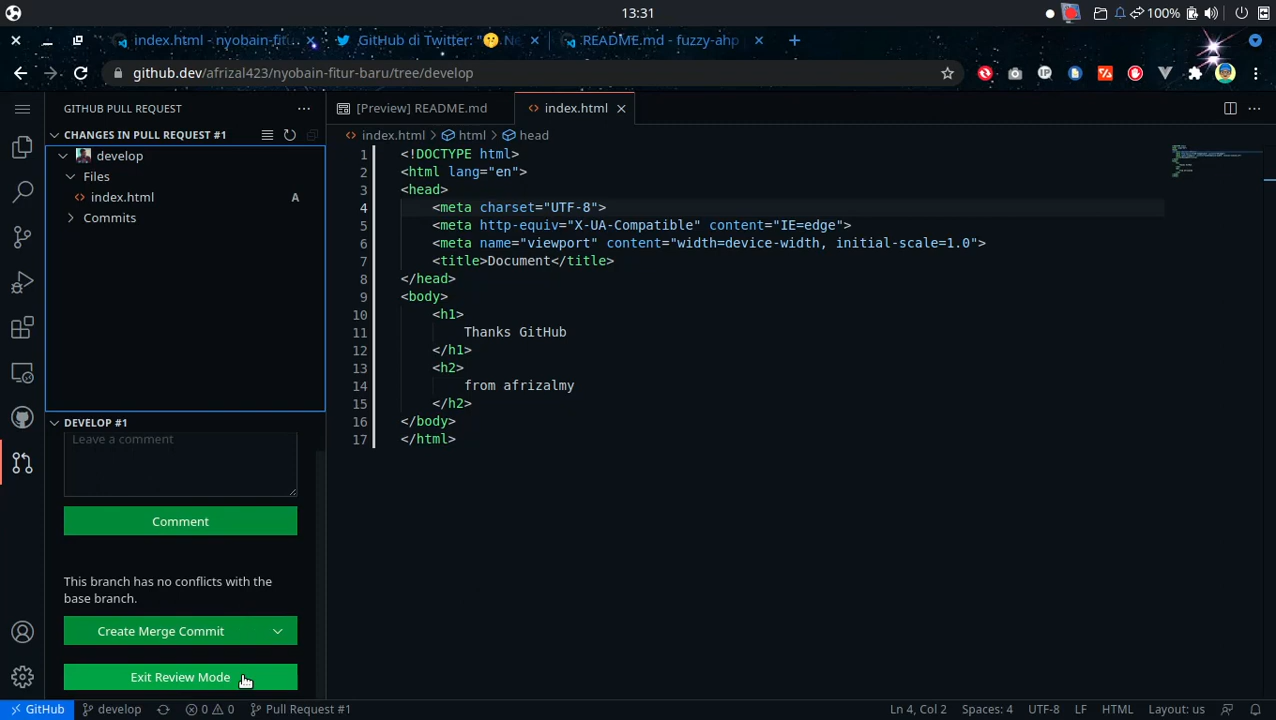 13:31
100%
index.html - nyobain-fitu
GitHub di Twitter: "🤫 Ne
README.md - fuzzy-ahp
github.dev/afrizal423/nyobain-fitur-baru/tree/develop
GITHUB PULL REQUEST
CHANGES IN PULL REQUEST #1
develop
Files
index.html A
Commits
DEVELOP #1
Leave a comment
Comment
This branch has no conflicts with the
base branch.
Create Merge Commit
Exit Review Mode
[Preview] README.md
index.html
index.html > html > head
1 <!DOCTYPE html>
2 <html lang="en">
3 <head>
4 <meta charset="UTF-8">
5 <meta http-equiv="X-UA-Compatible" content="IE=edge">
6 <meta name="viewport" content="width=device-width, initial-scale=1.0">
7 <title>Document</title>
8 </head>
9 <body>
10 <h1>
11 Thanks GitHub
12 </h1>
13 <h2>
14 from afrizalmy
15 </h2>
16 </body>
17 </html>
GitHub develop 0 0 Pull Request #1 Ln 4, Col 2 Spaces: 4 UTF-8 LF HTML Layout: us